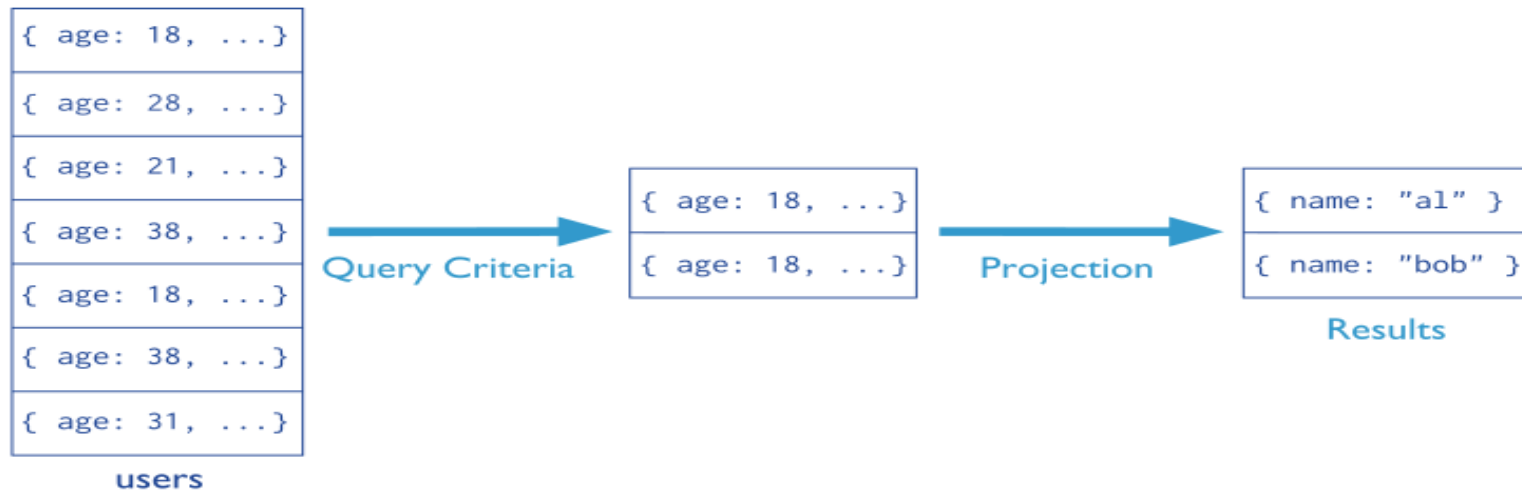 { age: 18, ...}
{ age: 28, ...}
{ age: 21, ...}
{ age: 38, ...}
{ age: 18, ...}
{ age: 38, ...}
{ age: 31, ...}
users
Query Criteria
{ age: 18, ...}
{ age: 18, ...}
Projection
{ name: "al" }
{ name: "bob" }
Results